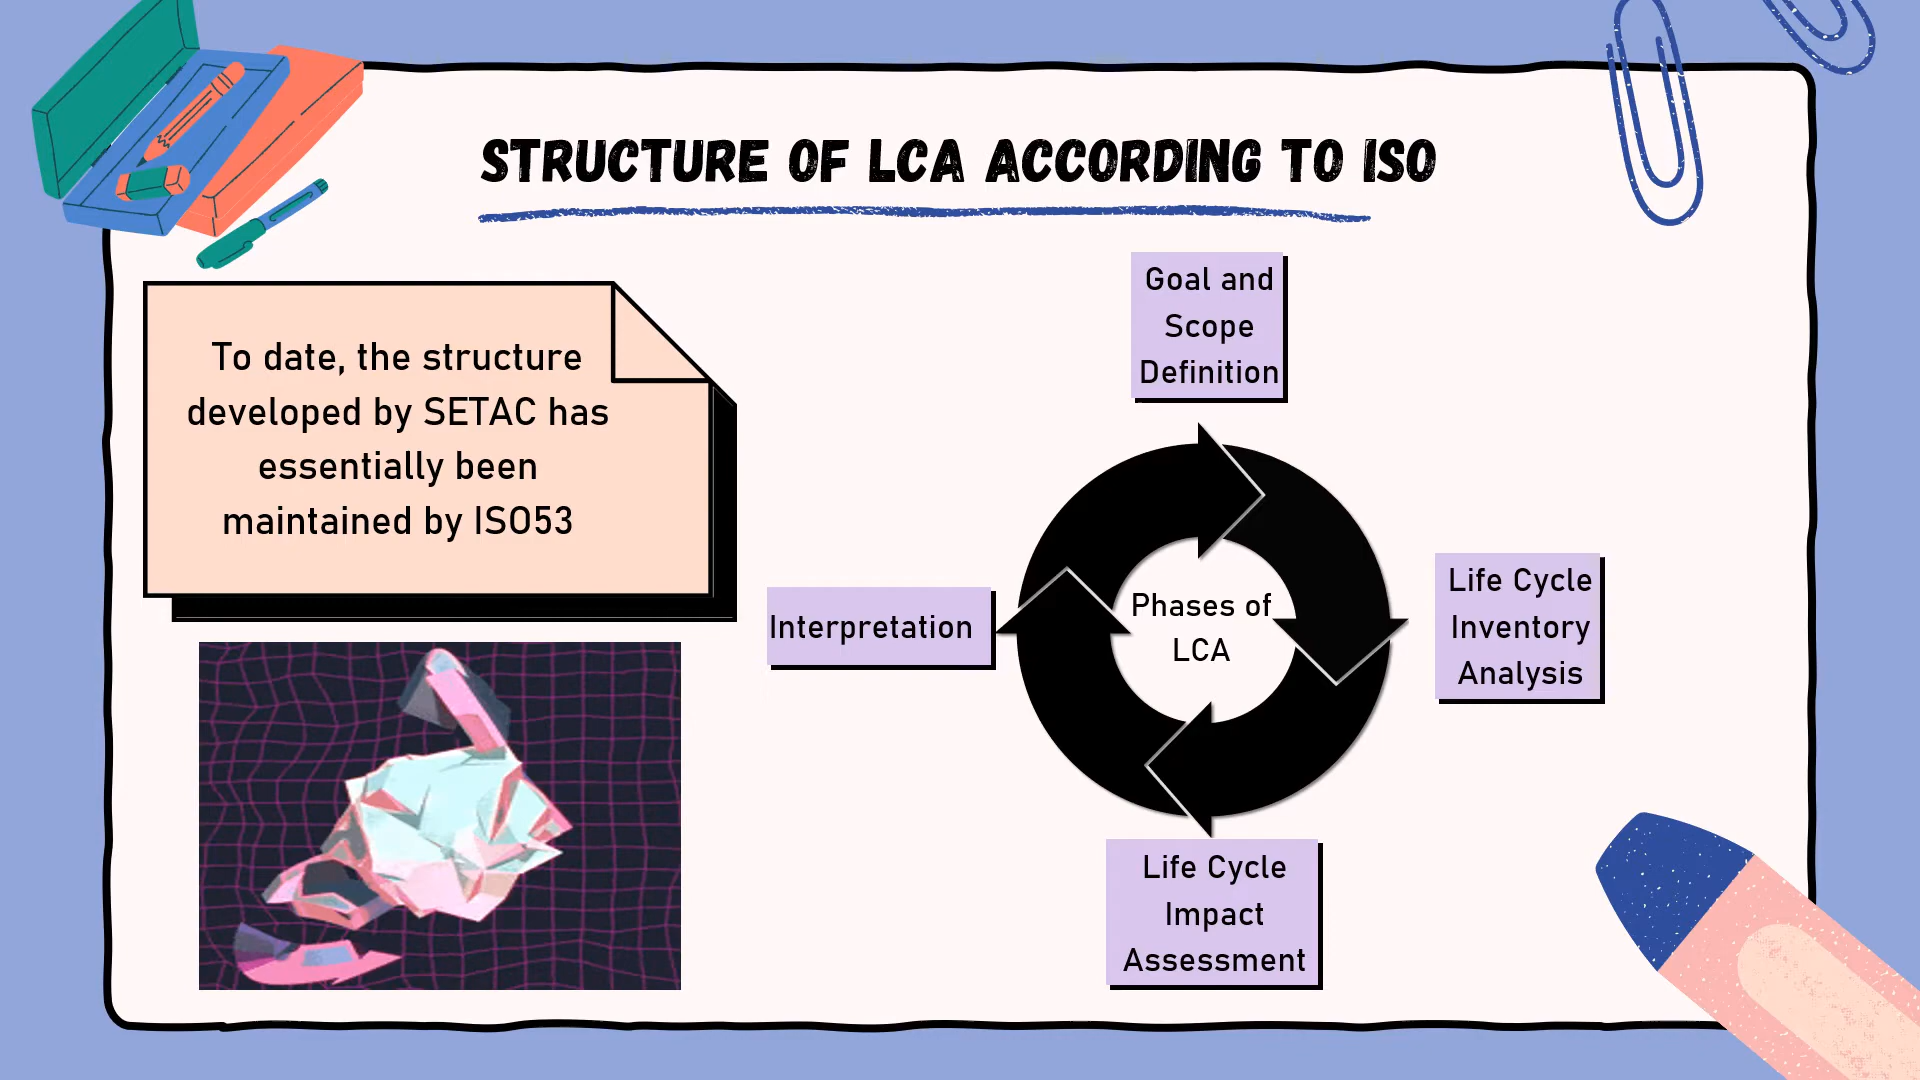 STRUCTURE OF LCA ACCORDING TO ISO
To date, the structure
developed by SETAC has
essentially been
maintained by ISO53
Goal and
Scope
Definition
Life Cycle
Inventory
Analysis
Life Cycle
Impact
Assessment
Interpretation
Phases of
LCA